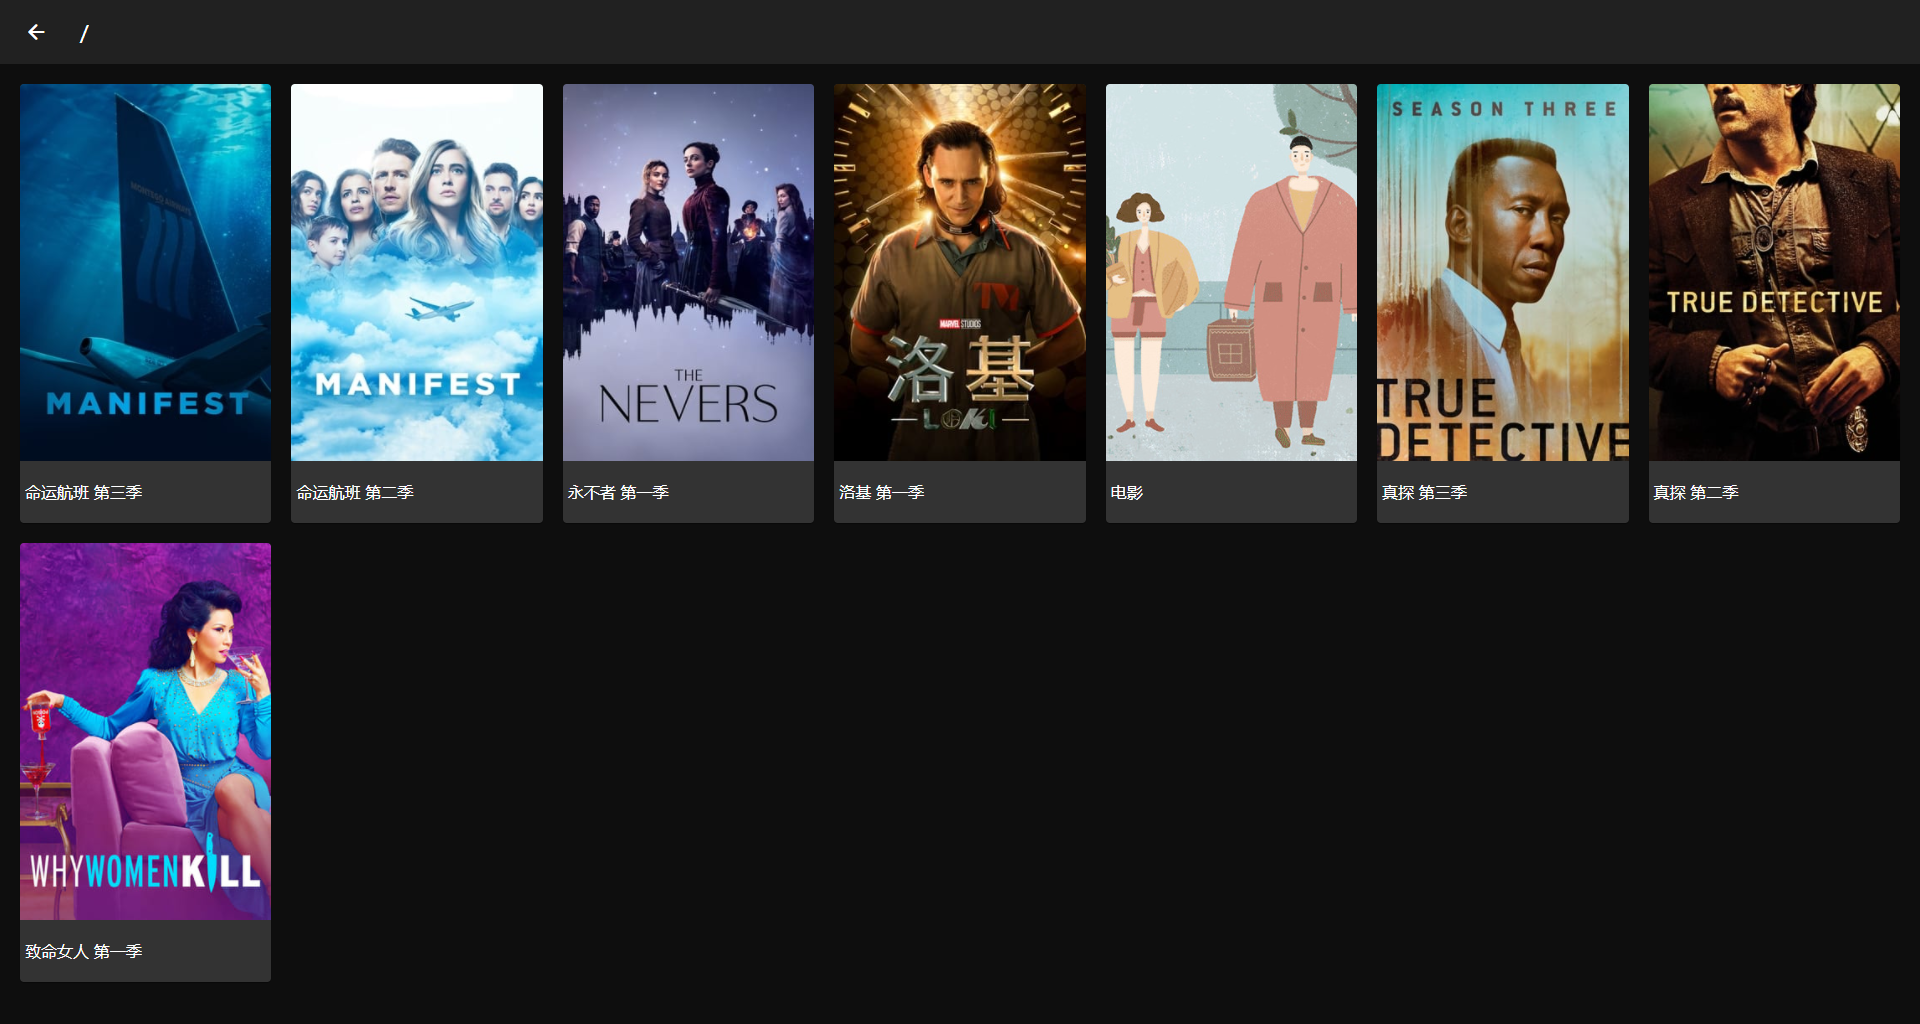 /
MANIFEST
命运航班 第三季
MANIFEST
命运航班 第二季
THE
NEVERS
永不者 第一季
MARVEL STUDIOS
洛基
LOKI
洛基 第一季
电影
SEASON THREE
TRUE
DETECTIVE
真探 第三季
TRUE DETECTIVE
真探 第二季
WHYWOMENKILL
致命女人 第一季